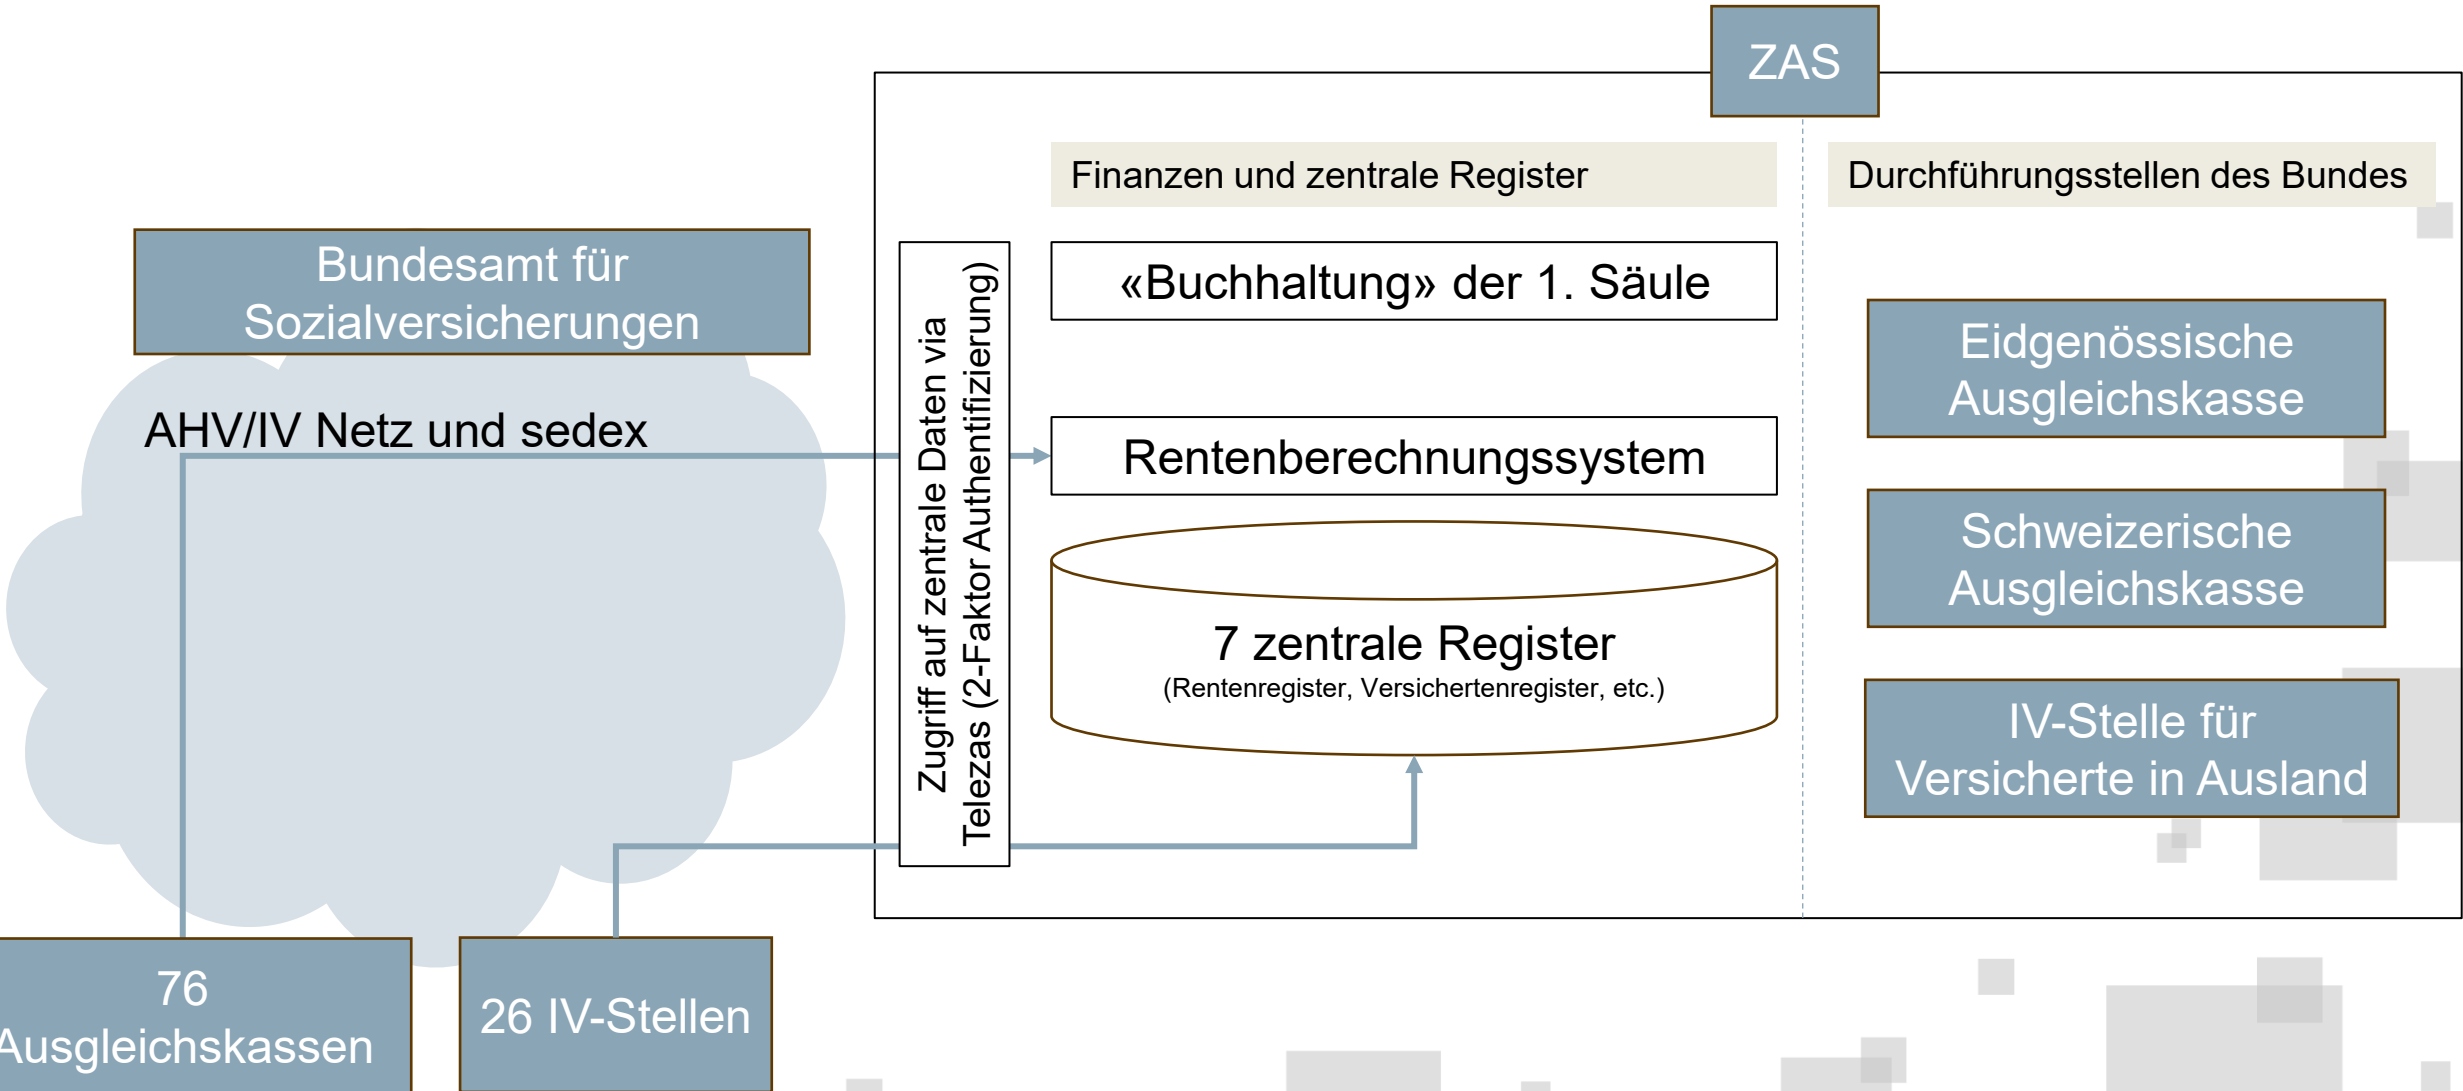 ZAS
Finanzen und zentrale Register
Durchführungsstellen des Bundes
Bundesamt für
Sozialversicherungen
AHV/IV Netz und sedex
Zugriff auf zentrale Daten via
Telezas (2-Faktor Authentifizierung)
«Buchhaltung» der 1. Säule
Rentenberechnungssystem
7 zentrale Register
(Rentenregister, Versichertenregister, etc.)
Eidgenössische
Ausgleichskasse
Schweizerische
Ausgleichskasse
IV-Stelle für
Versicherte in Ausland
76
Ausgleichskassen
26 IV-Stellen